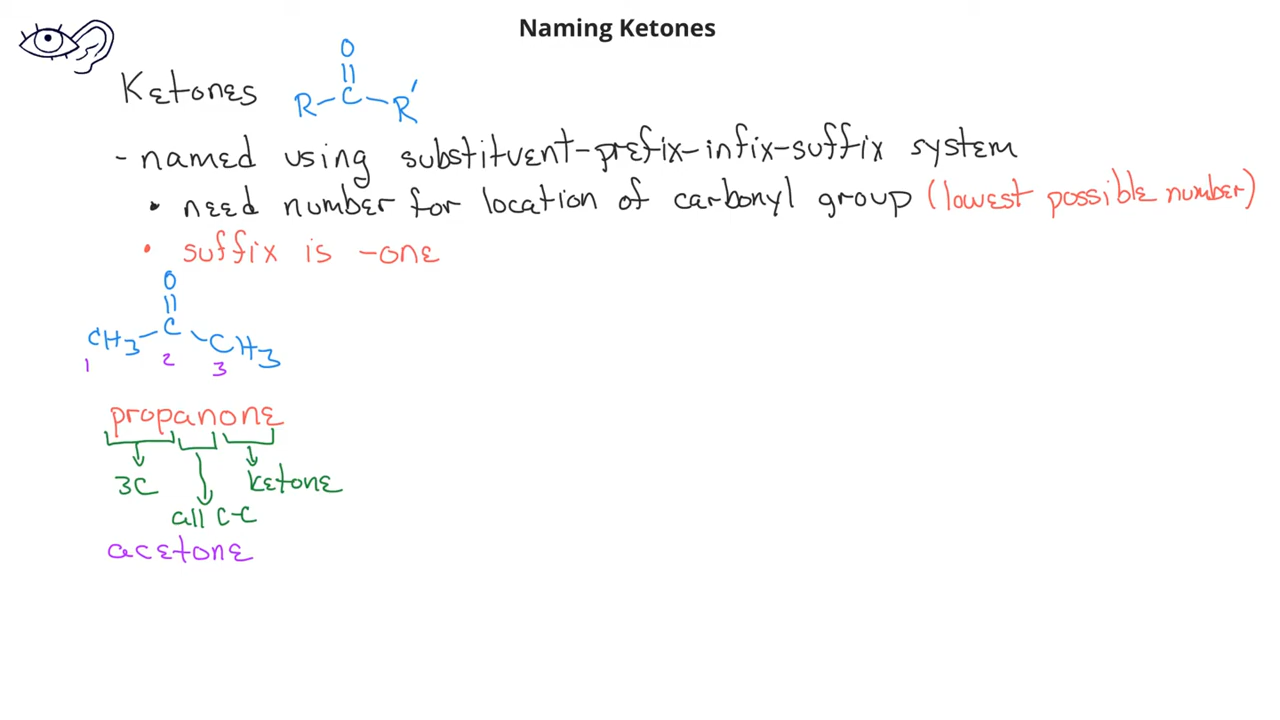 Naming Ketones
Ketones
O
||
R-C-R'
- named using substituent-prefix-infix-suffix system
• need number for location of carbonyl group (lowest possible number)
• suffix is -one
O
||
CH3-C-CH3
1 2 3
propanone
3C ketone
all C-C
acetone